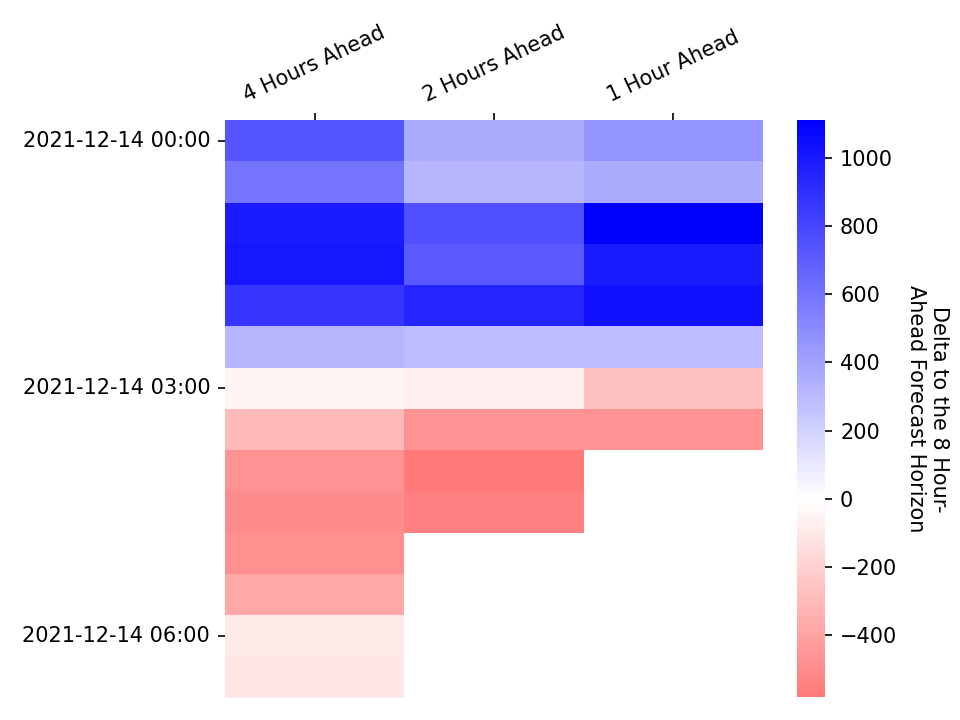 4 Hours Ahead
2 Hours Ahead
1 Hour Ahead
2021-12-14 00:00
2021-12-14 03:00
2021-12-14 06:00
1000
800
600
400
200
0
−200
−400
Delta to the 8 Hour-
Ahead Forecast Horizon